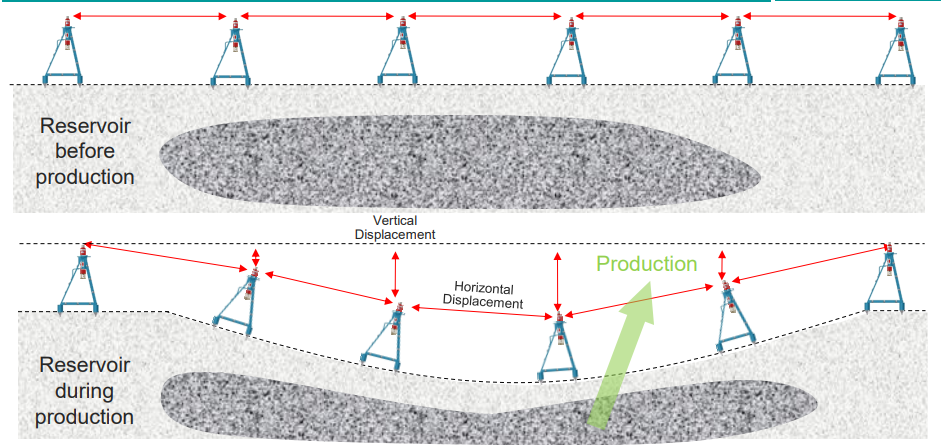 Reservoir
before
production
Vertical
Displacement
Production
Horizontal
Displacement
Reservoir
during
production